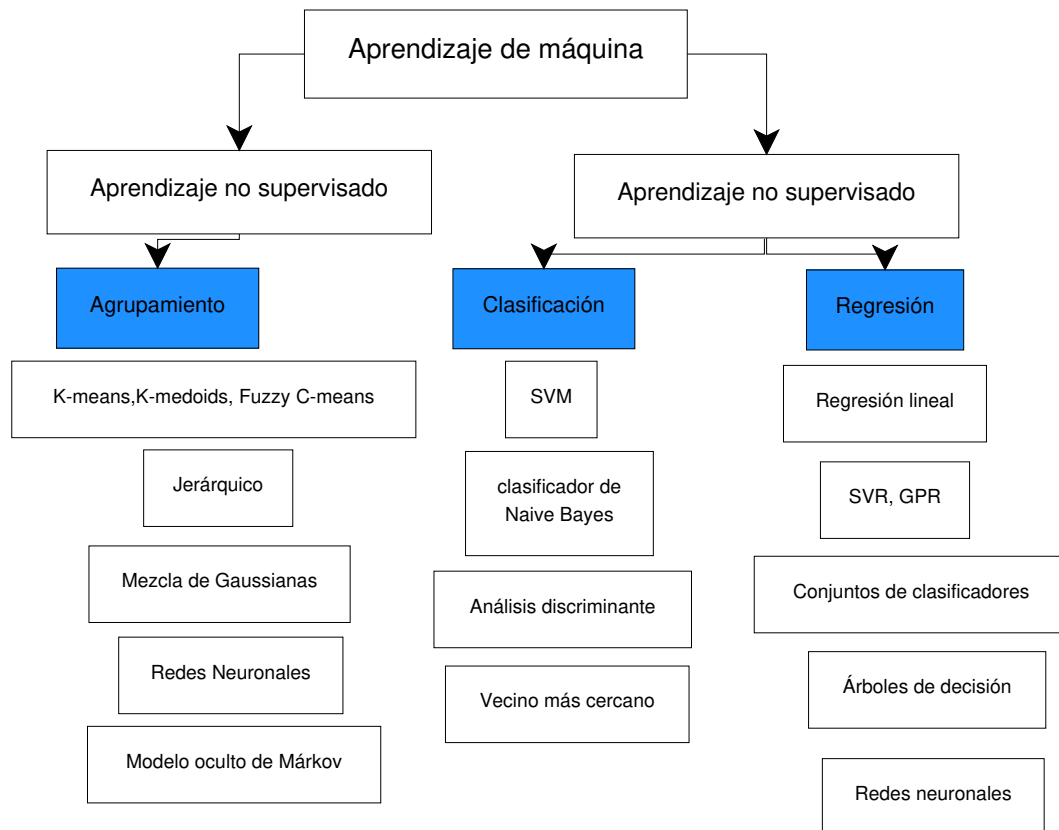 Aprendizaje de máquina
Aprendizaje no supervisado
Aprendizaje no supervisado
Agrupamiento
K-means,K-medoids, Fuzzy C-means
Jerárquico
Mezcla de Gaussianas
Redes Neuronales
Modelo oculto de Márkov
Clasificación
SVM
clasificador de
Naive Bayes
Análisis discriminante
Vecino más cercano
Regresión
Regresión lineal
SVR, GPR
Conjuntos de clasificadores
Árboles de decisión
Redes neuronales